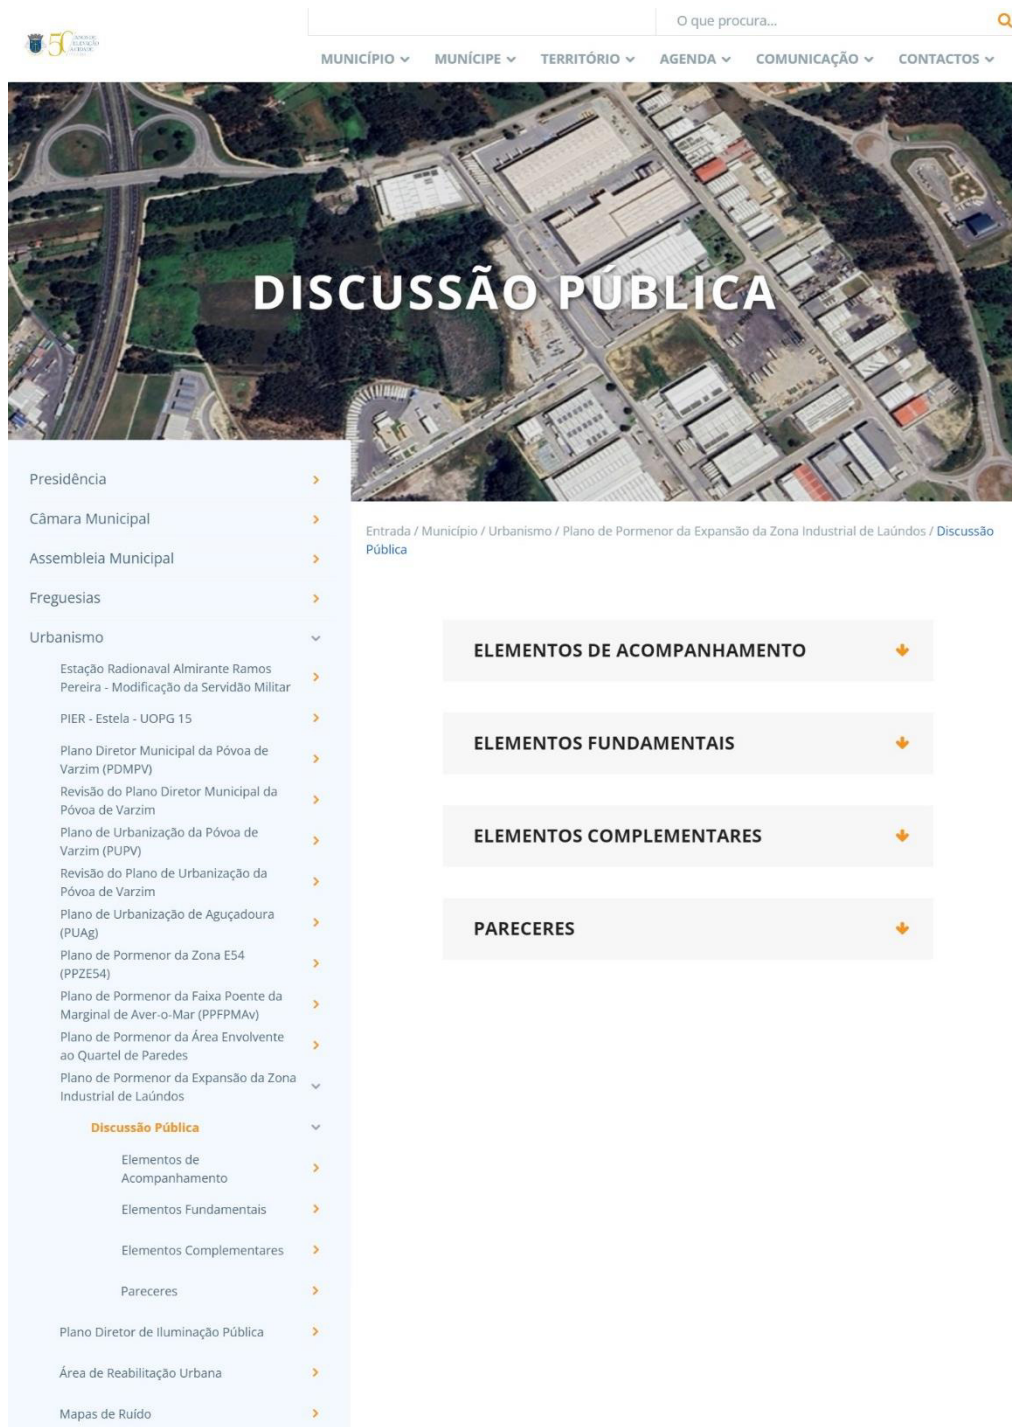 50 ANOS DE
ELEVAÇÃO
A CIDADE
O que procura...
MUNICÍPIO
MUNÍCIPE
TERRITÓRIO
AGENDA
COMUNICAÇÃO
CONTACTOS
DISCUSSÃO PÚBLICA
Presidência
Câmara Municipal
Assembleia Municipal
Freguesias
Urbanismo
Estação Radionaval Almirante Ramos
Pereira - Modificação da Servidão Militar
PIER - Estela - UOPG 15
Plano Diretor Municipal da Póvoa de
Varzim (PDMPV)
Revisão do Plano Diretor Municipal da
Póvoa de Varzim
Plano de Urbanização da Póvoa de
Varzim (PUPV)
Revisão do Plano de Urbanização da
Póvoa de Varzim
Plano de Urbanização de Aguçadoura
(PUAg)
Plano de Pormenor da Zona E54
(PPZE54)
Plano de Pormenor da Faixa Poente da
Marginal de Aver-o-Mar (PPFPMAv)
Plano de Pormenor da Área Envolvente
ao Quartel de Paredes
Plano de Pormenor da Expansão da Zona
Industrial de Laúndos
Discussão Pública
Elementos de
Acompanhamento
Elementos Fundamentais
Elementos Complementares
Pareceres
Plano Diretor de Iluminação Pública
Área de Reabilitação Urbana
Mapas de Ruído
Entrada / Município / Urbanismo / Plano de Pormenor da Expansão da Zona Industrial de Laúndos / Discussão
Pública
ELEMENTOS DE ACOMPANHAMENTO
ELEMENTOS FUNDAMENTAIS
ELEMENTOS COMPLEMENTARES
PARECERES